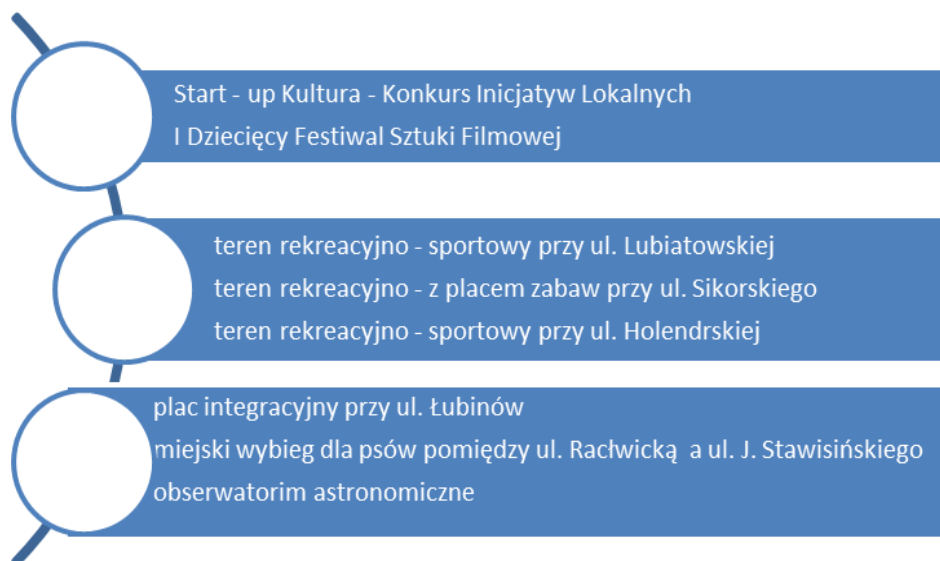 Start - up Kultura - Konkurs Inicjatyw Lokalnych
I Dziecięcy Festiwal Sztuki Filmowej
teren rekreacyjno - sportowy przy ul. Lubiatowskiej
teren rekreacyjno - z placem zabaw przy ul. Sikorskiego
teren rekreacyjno - sportowy przy ul. Holendrskiej
plac integracyjny przy ul. Łubinów
miejski wybieg dla psów pomiędzy ul. Racłwicką a ul. J. Stawisińskiego
obserwatorim astronomiczne